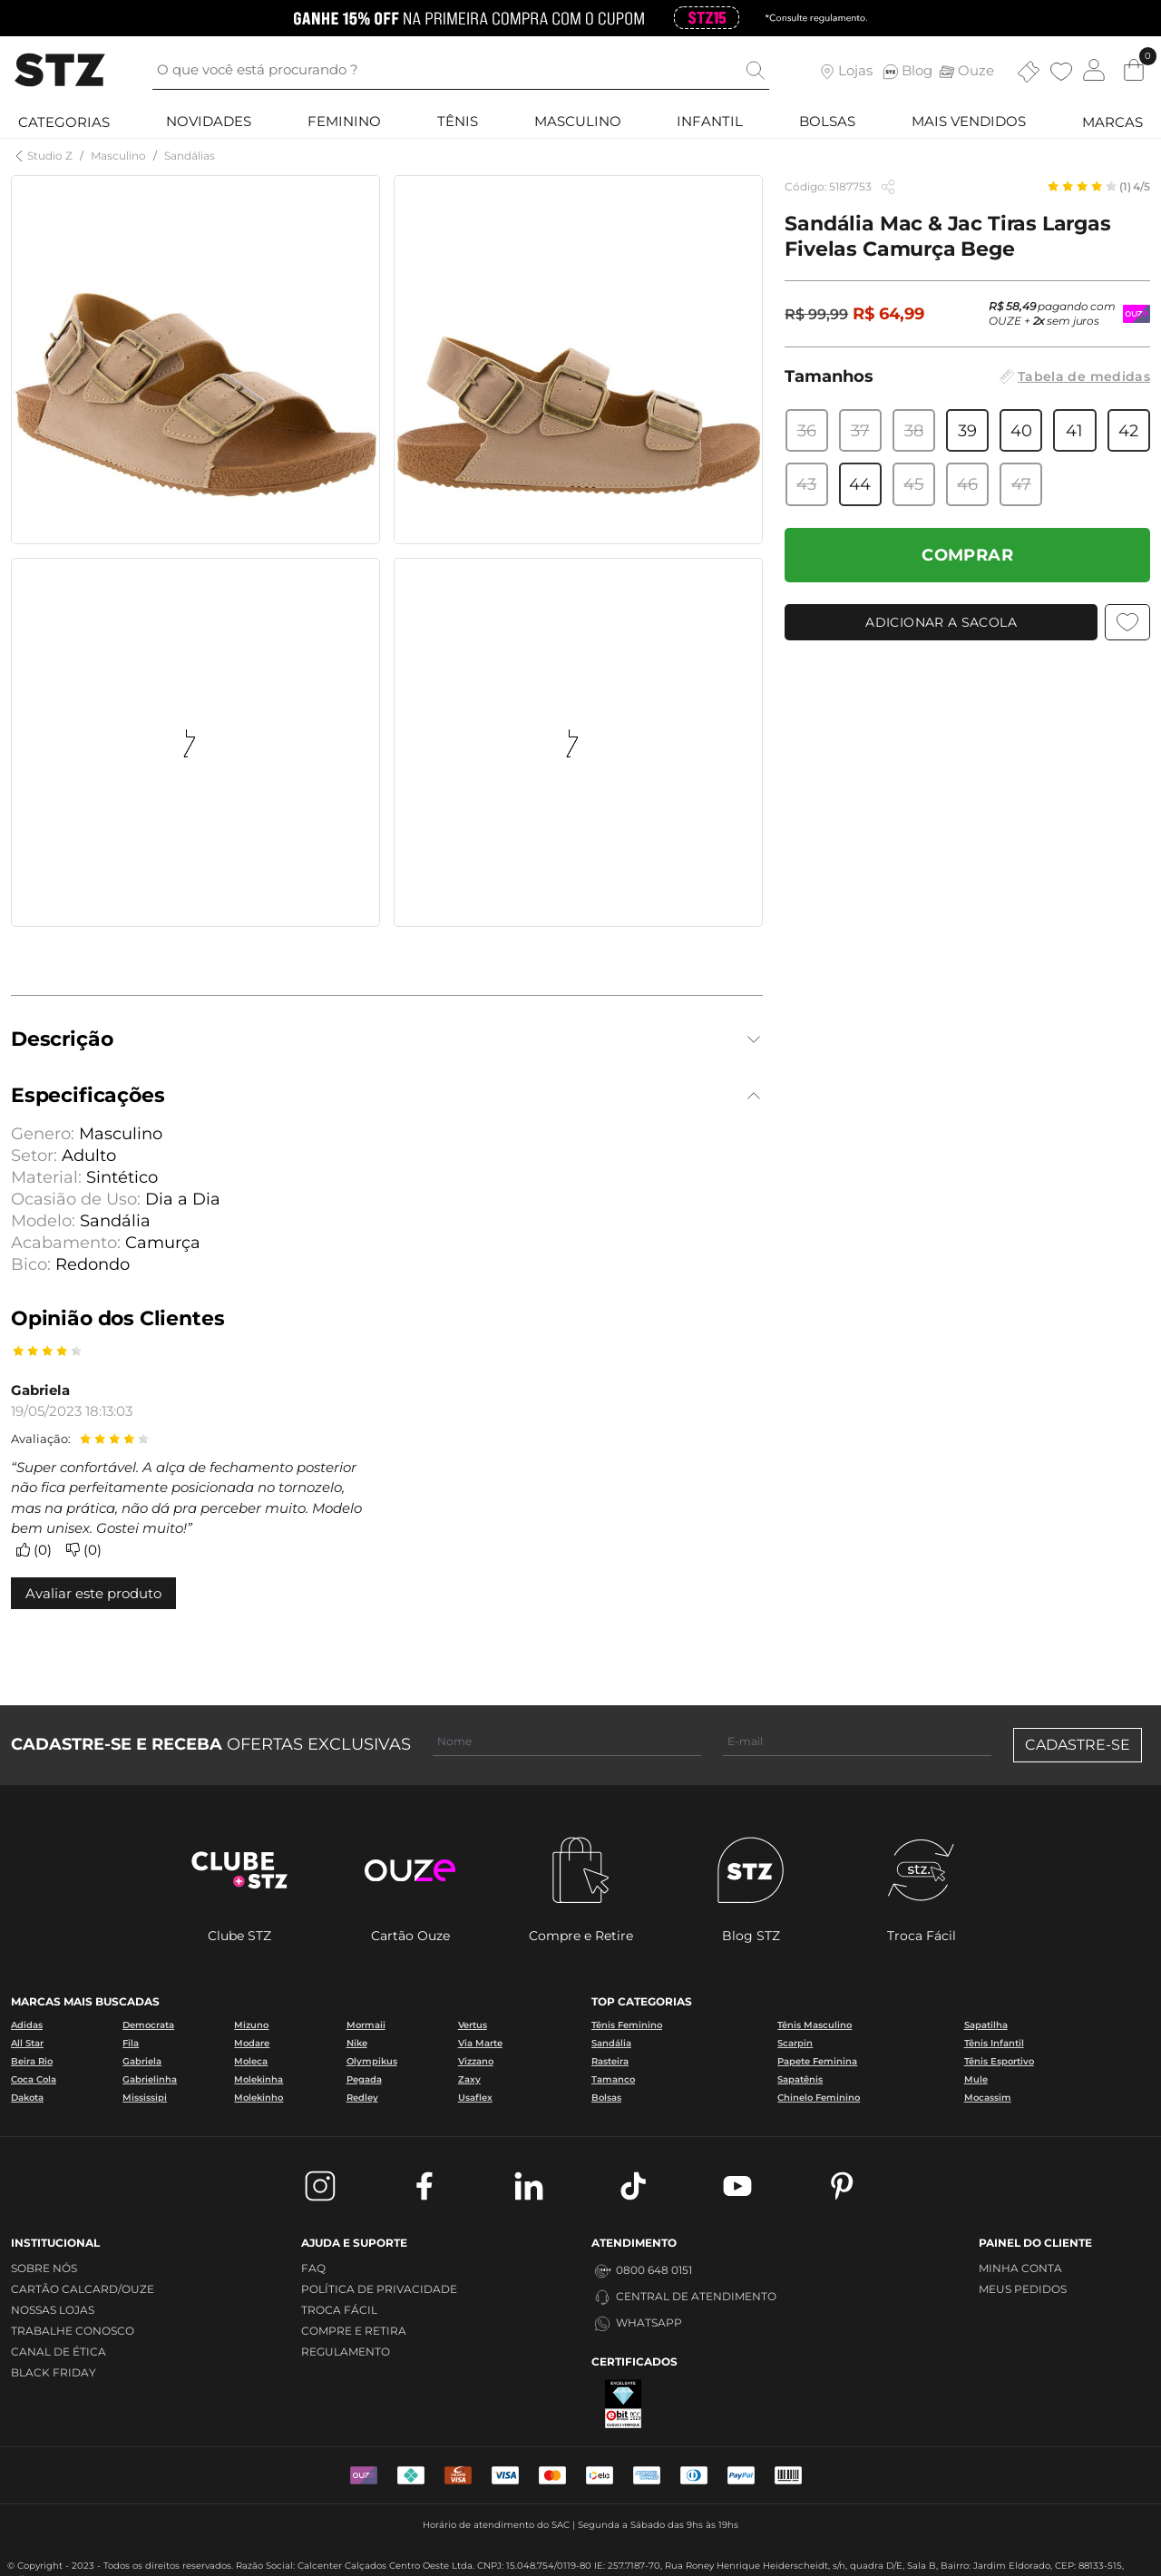 GANHE 15% OFF NA PRIMEIRA COMPRA COM O CUPOM STZ15 *Consulte regulamento.
STZ
O que você está procurando ?
Lojas STZ Blog Ouze
0
CATEGORIAS NOVIDADES FEMININO TÊNIS MASCULINO INFANTIL BOLSAS MAIS VENDIDOS MARCAS
Studio Z / Masculino / Sandálias
Código: 5187753
(1) 4/5
Sandália Mac & Jac Tiras Largas
Fivelas Camurça Bege
R$ 99,99 R$ 64,99
R$ 58,49 pagando com
OUZE + 2x sem juros
OUZE
Tamanhos
Tabela de medidas
36 37 38 39 40 41 42
43 44 45 46 47
COMPRAR
ADICIONAR A SACOLA
Descrição
Especificações
Genero: Masculino
Setor: Adulto
Material: Sintético
Ocasião de Uso: Dia a Dia
Modelo: Sandália
Acabamento: Camurça
Bico: Redondo
Opinião dos Clientes
Gabriela
19/05/2023 18:13:03
Avaliação:
“Super confortável. A alça de fechamento posterior
não fica perfeitamente posicionada no tornozelo,
mas na prática, não dá pra perceber muito. Modelo
bem unisex. Gostei muito!”
(0) (0)
Avaliar este produto
CADASTRE-SE E RECEBA OFERTAS EXCLUSIVAS
Nome
E-mail
CADASTRE-SE
CLUBE
+STZ
ouze
STZ
stz.
Clube STZ
Cartão Ouze
Compre e Retire
Blog STZ
Troca Fácil
MARCAS MAIS BUSCADAS
Adidas Democrata Mizuno Mormaii Vertus
All Star Fila Modare Nike Via Marte
Beira Rio Gabriela Moleca Olympikus Vizzano
Coca Cola Gabrielinha Molekinha Pegada Zaxy
Dakota Mississipi Molekinho Redley Usaflex
TOP CATEGORIAS
Tênis Feminino Tênis Masculino Sapatilha
Sandália Scarpin Tênis Infantil
Rasteira Papete Feminina Tênis Esportivo
Tamanco Sapatênis Mule
Bolsas Chinelo Feminino Mocassim
INSTITUCIONAL
SOBRE NÓS
CARTÃO CALCARD/OUZE
NOSSAS LOJAS
TRABALHE CONOSCO
CANAL DE ÉTICA
BLACK FRIDAY
AJUDA E SUPORTE
FAQ
POLÍTICA DE PRIVACIDADE
TROCA FÁCIL
COMPRE E RETIRA
REGULAMENTO
ATENDIMENTO
0800 648 0151
CENTRAL DE ATENDIMENTO
WHATSAPP
CERTIFICADOS
EXCELENTE
ebit
PAINEL DO CLIENTE
MINHA CONTA
MEUS PEDIDOS
OUZE VISA VISA elo PayPal
Horário de atendimento do SAC | Segunda a Sábado das 9hs às 19hs
© Copyright - 2023 - Todos os direitos reservados. Razão Social: Calcenter Calçados Centro Oeste Ltda. CNPJ: 15.048.754/0119-80 IE: 257.7187-70, Rua Roney Henrique Heiderscheidt, s/n, quadra D/E, Sala B, Bairro: Jardim Eldorado, CEP: 88133-515,